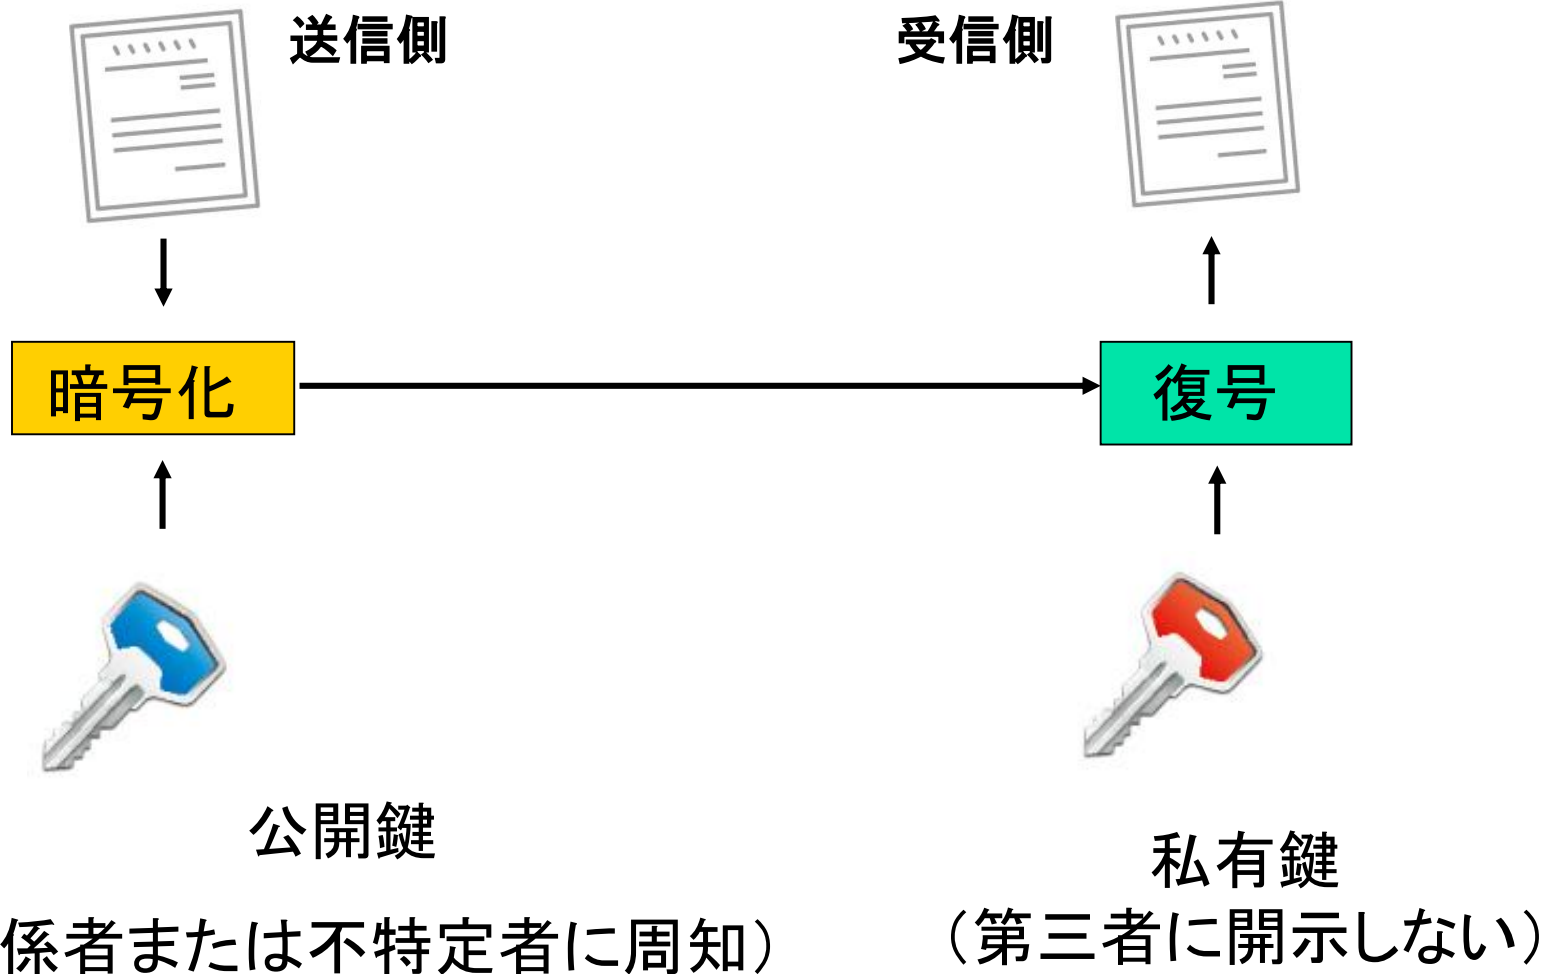 送信側
受信側
暗号化
復号
公開鍵
私有鍵
係者または不特定者に周知）
（第三者に開示しない）